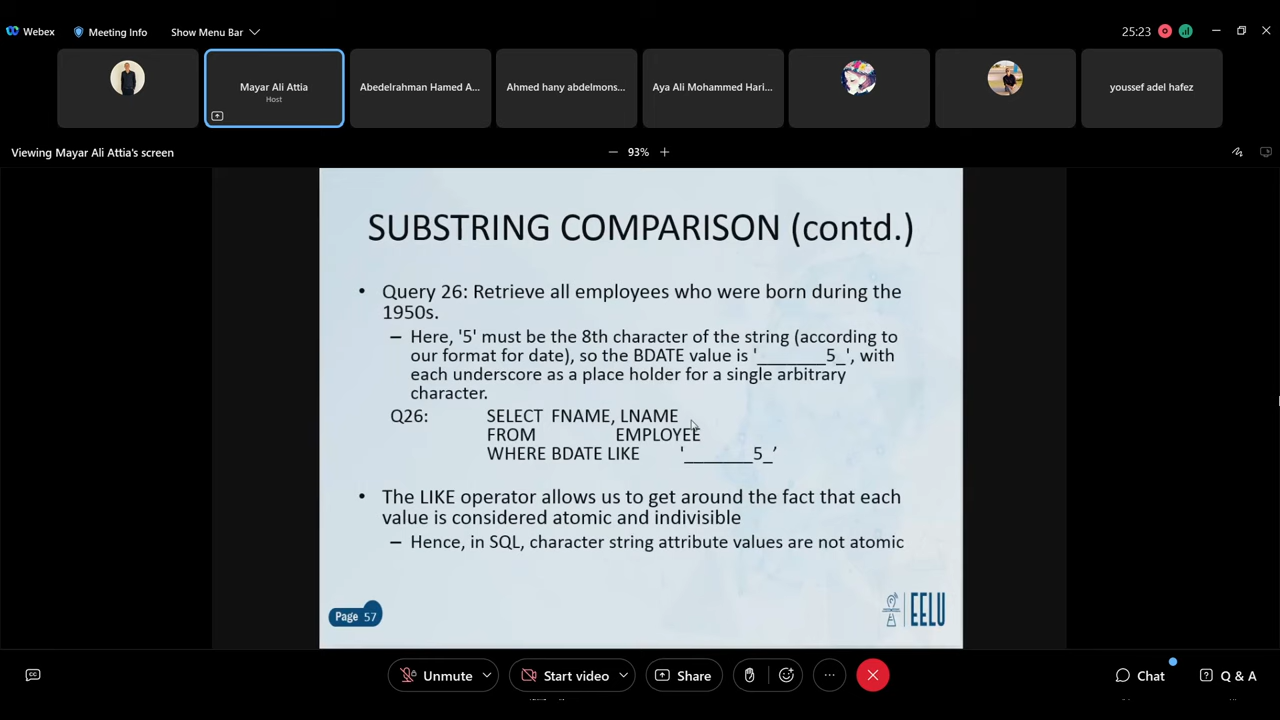 Webex
Meeting Info
Show Menu Bar
25:23
Mayar Ali Attia
Host
Abedelrahman Hamed A...
Ahmed hany abdelmons...
Aya Ali Mohammed Hari...
youssef adel hafez
Viewing Mayar Ali Attia's screen
93%
SUBSTRING COMPARISON (contd.)
• Query 26: Retrieve all employees who were born during the
1950s.
– Here, '5' must be the 8th character of the string (according to
our format for date), so the BDATE value is '_______5_', with
each underscore as a place holder for a single arbitrary
character.
Q26: SELECT FNAME, LNAME
FROM EMPLOYEE
WHERE BDATE LIKE '_______5_’
• The LIKE operator allows us to get around the fact that each
value is considered atomic and indivisible
– Hence, in SQL, character string attribute values are not atomic
Page 57
EELU
CC
Unmute
Start video
Share
Chat
Q & A